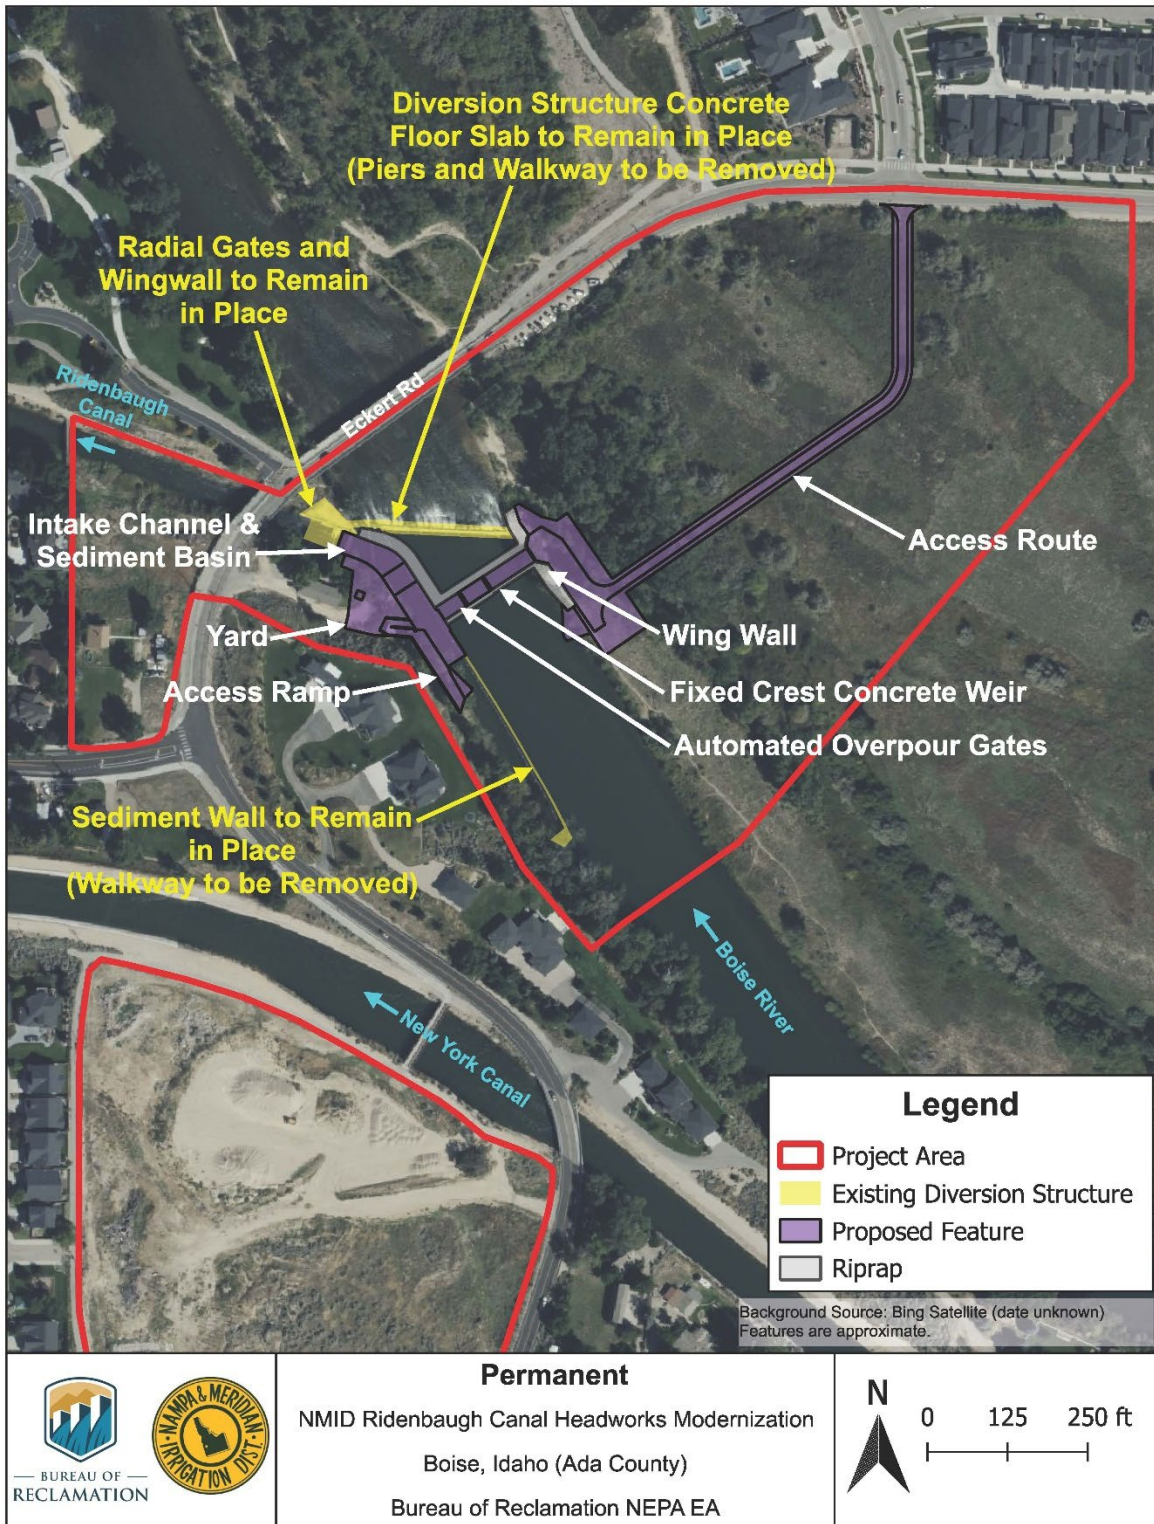 Diversion Structure Concrete
Floor Slab to Remain in Place
(Piers and Walkway to be Removed)
Radial Gates and
Wingwall to Remain
in Place
Ridenbaugh
Canal
Eckert Rd
Intake Channel &
Sediment Basin
Access Route
Yard
Wing Wall
Access Ramp
Fixed Crest Concrete Weir
Automated Overpour Gates
Sediment Wall to Remain
in Place
(Walkway to be Removed)
Boise River
New York Canal
Legend
Project Area
Existing Diversion Structure
Proposed Feature
Riprap
Background Source: Bing Satellite (date unknown)
Features are approximate.
BUREAU OF
RECLAMATION
NAMPA & MERIDIAN
IRRIGATION DIST.
Permanent
NMID Ridenbaugh Canal Headworks Modernization
Boise, Idaho (Ada County)
Bureau of Reclamation NEPA EA
N
0 125 250 ft